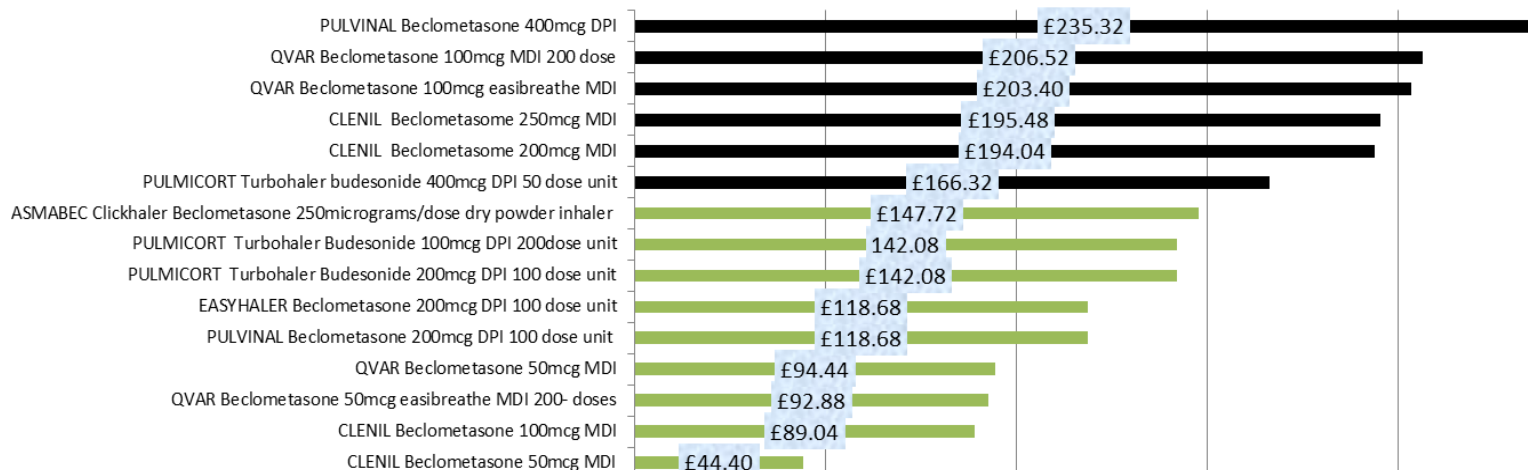 PULVINAL Beclometasone 400mcg DPI £235.32
QVAR Beclometasone 100mcg MDI 200 dose £206.52
QVAR Beclometasone 100mcg easibreathe MDI £203.40
CLENIL Beclometasome 250mcg MDI £195.48
CLENIL Beclometasome 200mcg MDI £194.04
PULMICORT Turbohaler budesonide 400mcg DPI 50 dose unit £166.32
ASMABEC Clickhaler Beclometasone 250micrograms/dose dry powder inhaler £147.72
PULMICORT Turbohaler Budesonide 100mcg DPI 200dose unit 142.08
PULMICORT Turbohaler Budesonide 200mcg DPI 100 dose unit £142.08
EASYHALER Beclometasone 200mcg DPI 100 dose unit £118.68
PULVINAL Beclometasone 200mcg DPI 100 dose unit £118.68
QVAR Beclometasone 50mcg MDI £94.44
QVAR Beclometasone 50mcg easibreathe MDI 200- doses £92.88
CLENIL Beclometasone 100mcg MDI £89.04
CLENIL Beclometasone 50mcg MDI £44.40